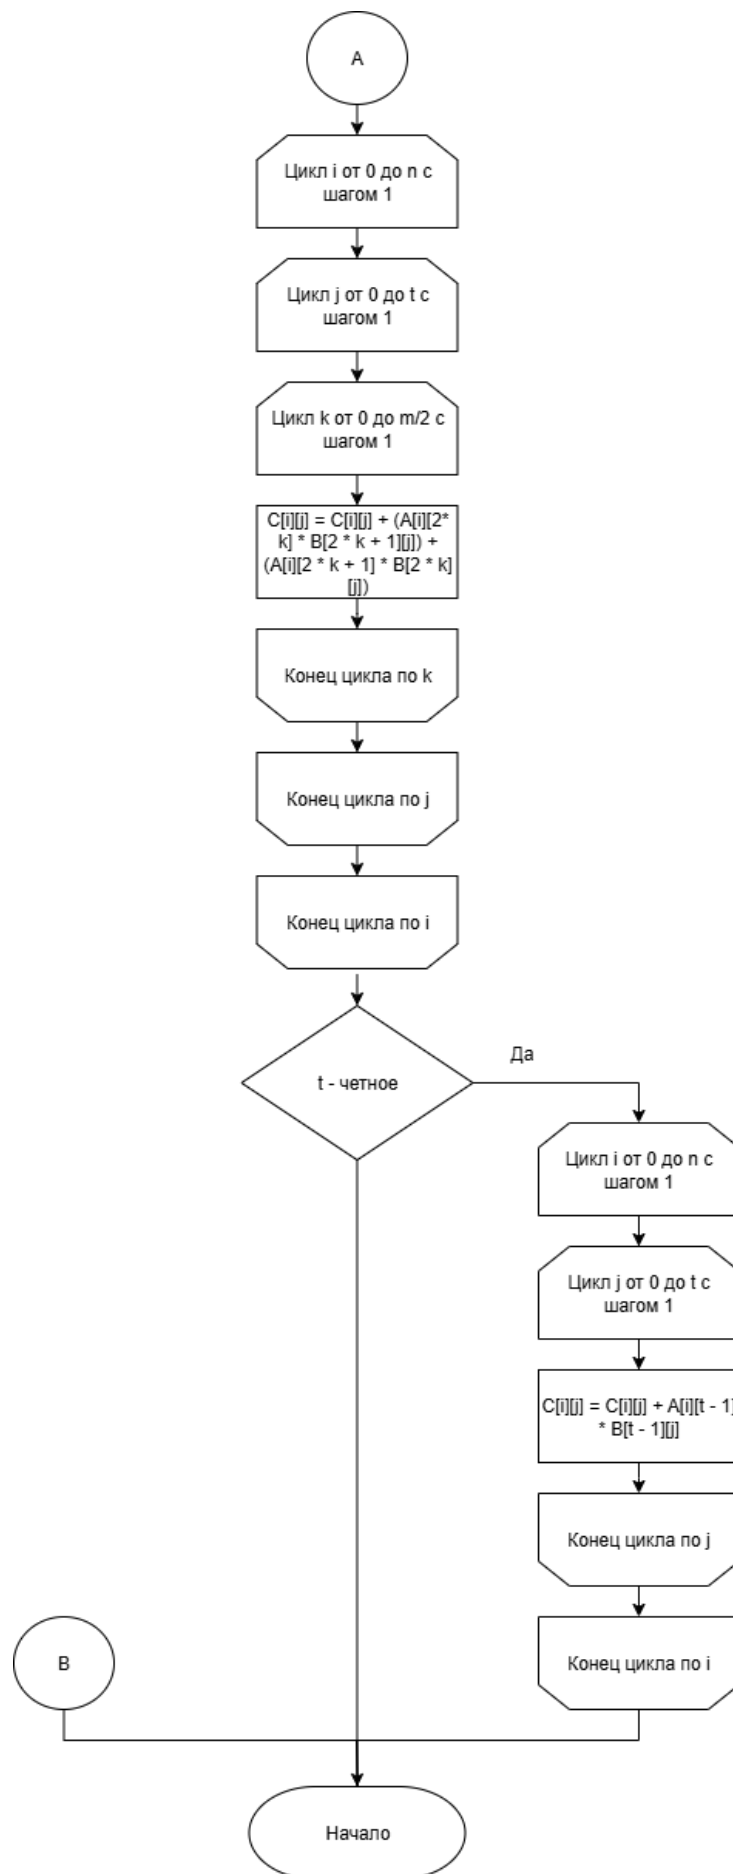 A
Цикл i от 0 до n с
шагом 1
Цикл j от 0 до t с
шагом 1
Цикл k от 0 до m/2 с
шагом 1
C[i][j] = C[i][j] + (A[i][2*
k] * B[2 * k + 1][j]) +
(A[i][2 * k + 1] * B[2 * k]
[j])
Конец цикла по k
Конец цикла по j
Конец цикла по i
t - четное
Да
Цикл i от 0 до n с
шагом 1
Цикл j от 0 до t с
шагом 1
C[i][j] = C[i][j] + A[i][t - 1]
* B[t - 1][j]
Конец цикла по j
Конец цикла по i
B
Начало